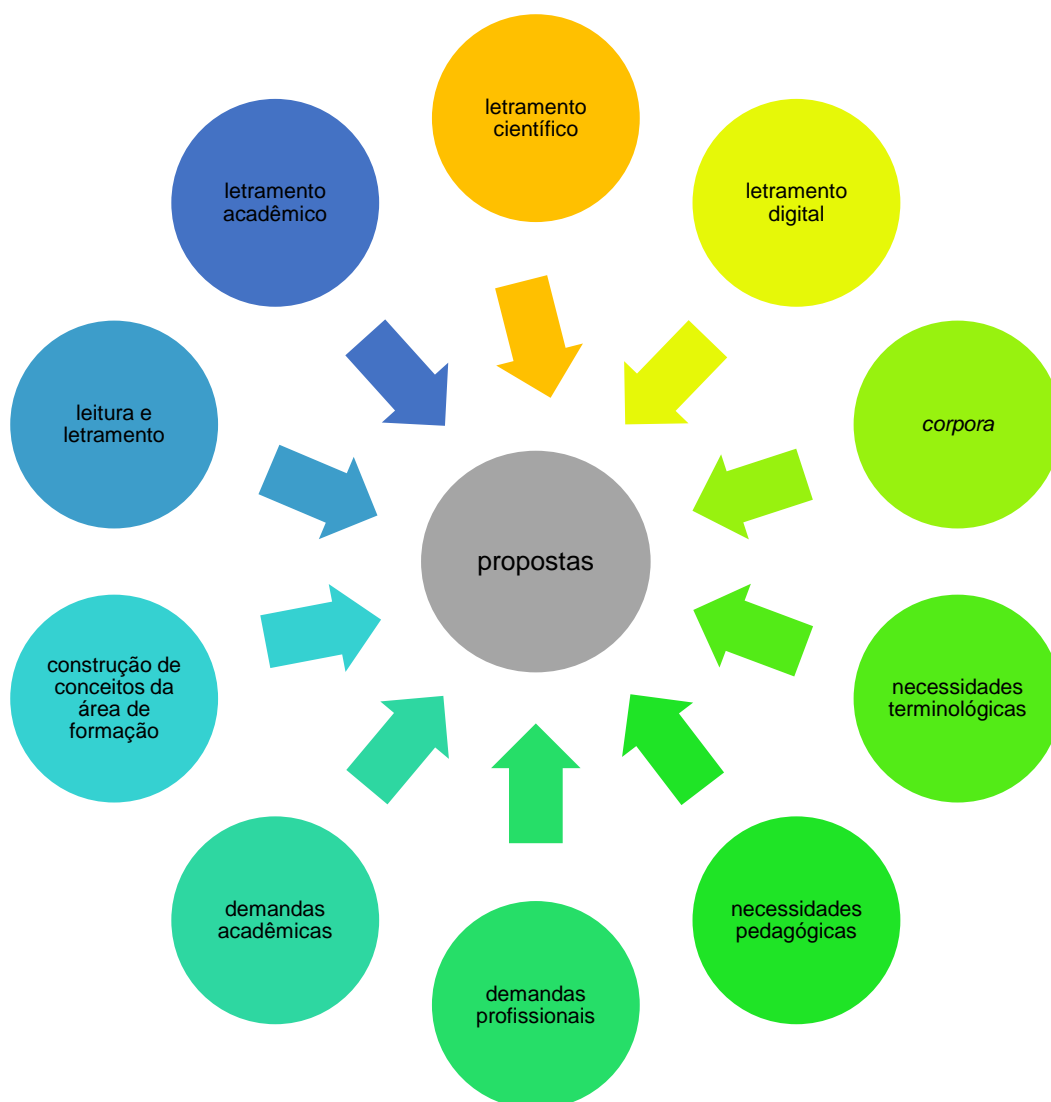 letramento
científico
letramento
digital
corpora
necessidades
terminológicas
necessidades
pedagógicas
demandas
profissionais
demandas
acadêmicas
construção de
conceitos da
área de
formação
leitura e
letramento
letramento
acadêmico
propostas